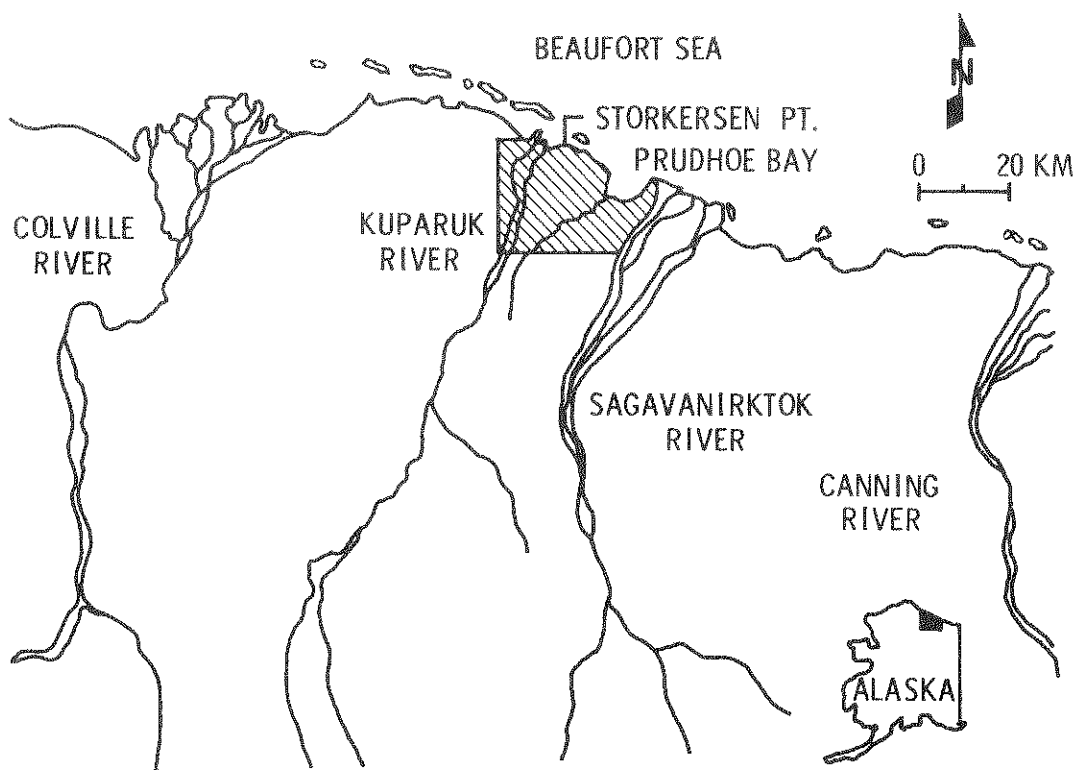 BEAUFORT SEA
N
STORKERSEN PT.
PRUDHOE BAY
0 20 KM
COLVILLE
RIVER
KUPARUK
RIVER
SAGAVANIRKTOK
RIVER
CANNING
RIVER
ALASKA